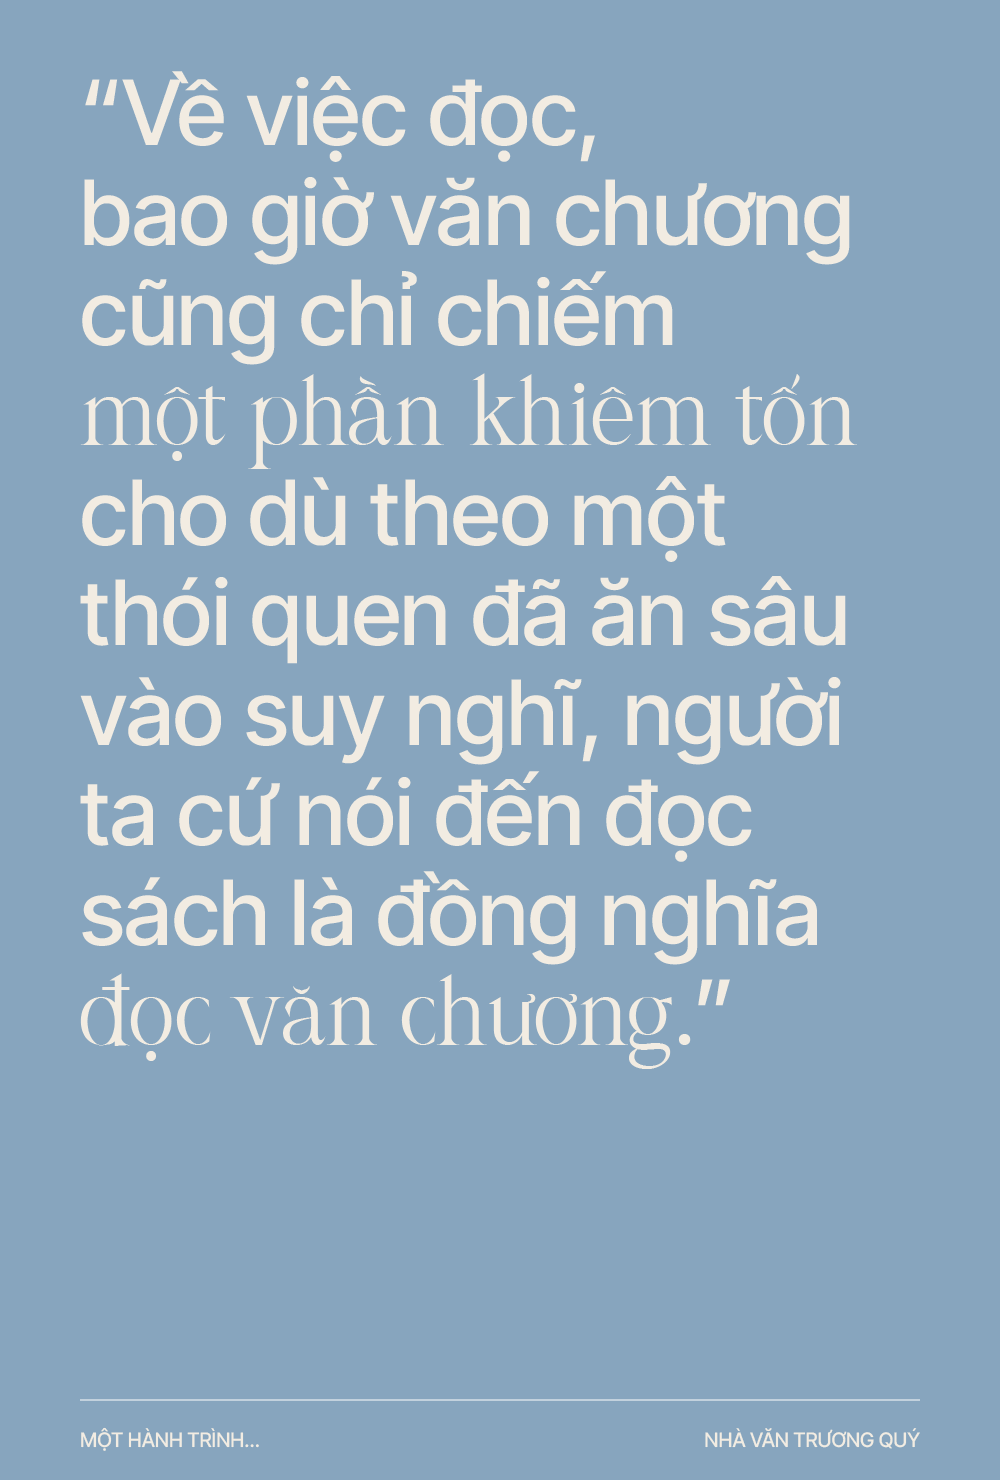 “Về việc đọc,
bao giờ văn chương
cũng chỉ chiếm
một phần khiêm tốn
cho dù theo một
thói quen đã ăn sâu
vào suy nghĩ, người
ta cứ nói đến đọc
sách là đồng nghĩa
đọc văn chương.”
MỘT HÀNH TRÌNH...
NHÀ VĂN TRƯƠNG QUÝ